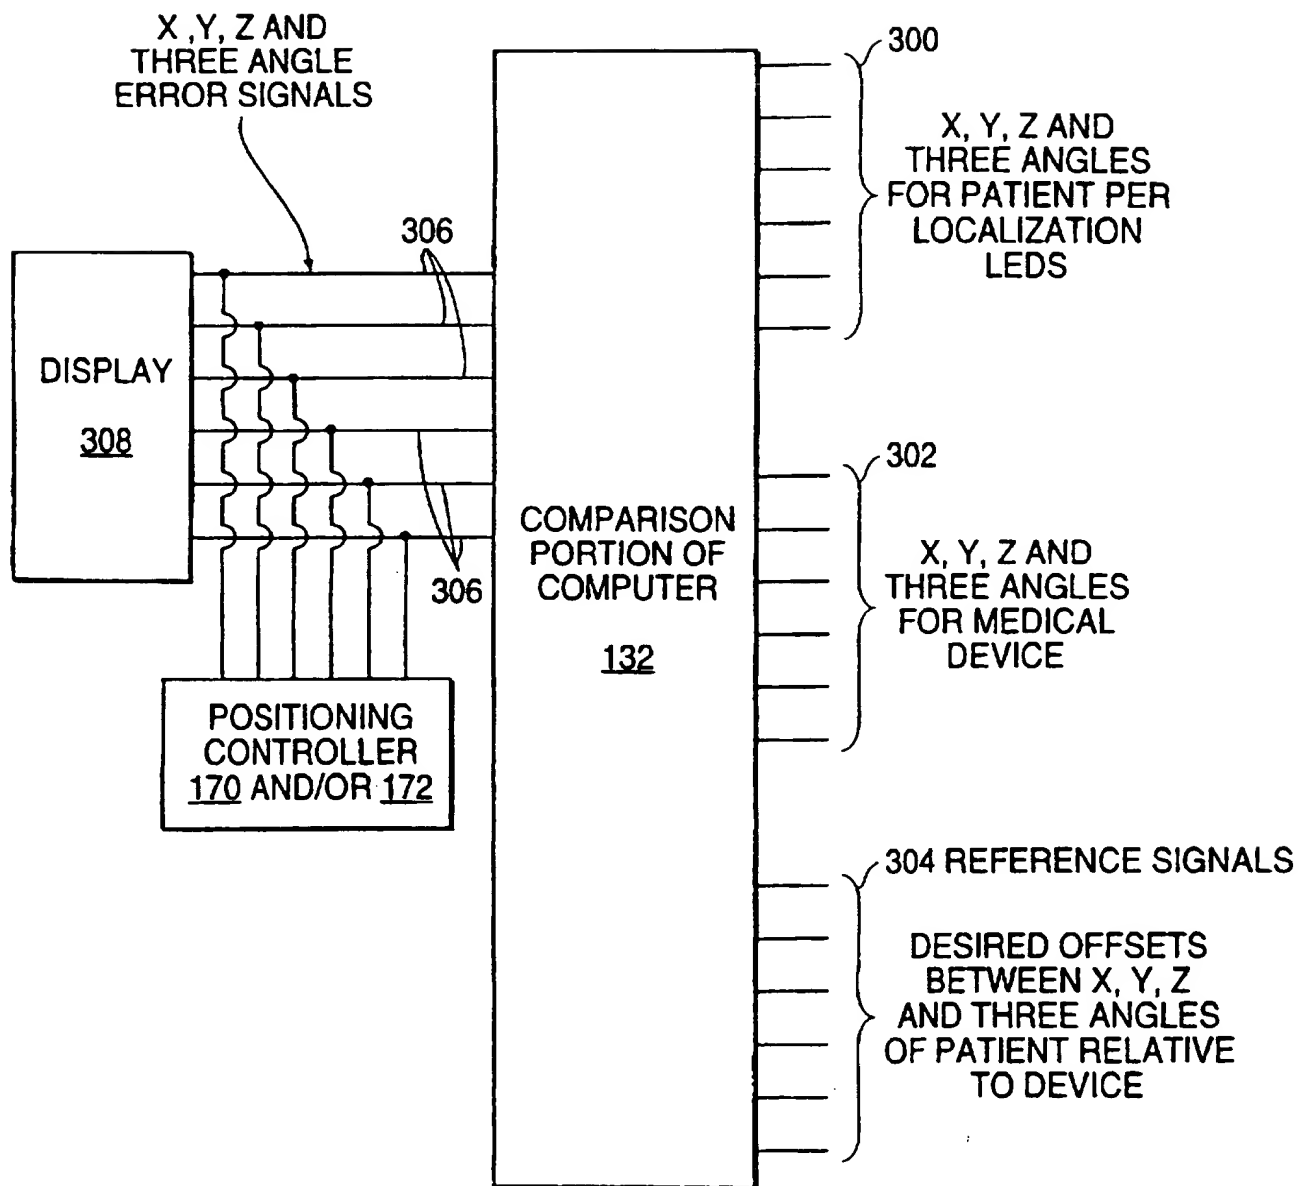 X ,Y, Z AND
THREE ANGLE
ERROR SIGNALS
300
X, Y, Z AND
THREE ANGLES
FOR PATIENT PER
LOCALIZATION
LEDS
306
DISPLAY
308
302
COMPARISON
PORTION OF
COMPUTER
132
X, Y, Z AND
THREE ANGLES
FOR MEDICAL
DEVICE
306
POSITIONING
CONTROLLER
170 AND/OR 172
304 REFERENCE SIGNALS
DESIRED OFFSETS
BETWEEN X, Y, Z
AND THREE ANGLES
OF PATIENT RELATIVE
TO DEVICE